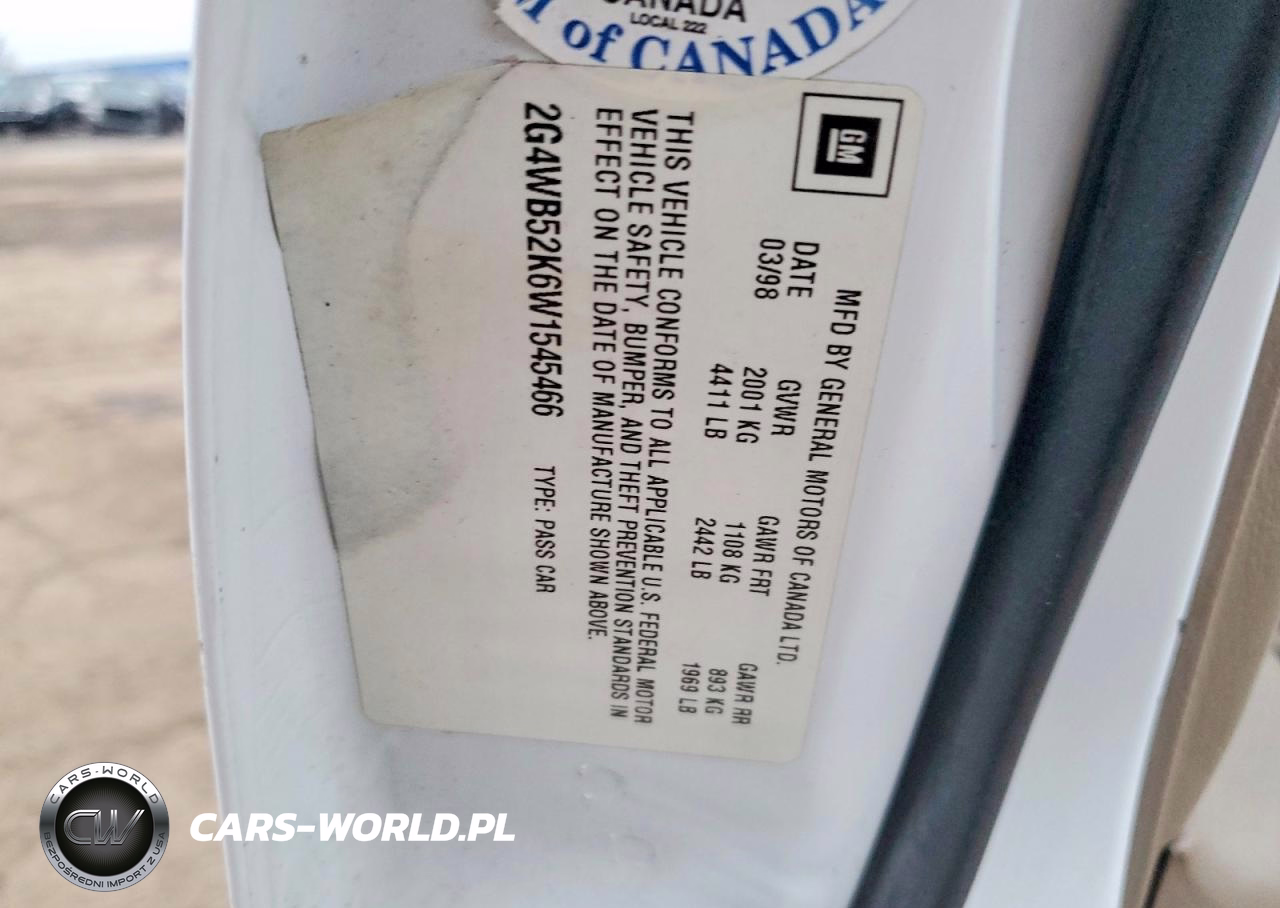 CANADA
LOCAL 222
M of CANADA
GM
MFD BY GENERAL MOTORS OF CANADA LTD.
DATE GVWR GAWR FRT GAWR RR
03/98 2001 KG 1108 KG 893 KG
4411 LB 2442 LB 1969 LB
THIS VEHICLE CONFORMS TO ALL APPLICABLE U.S. FEDERAL MOTOR
VEHICLE SAFETY, BUMPER, AND THEFT PREVENTION STANDARDS IN
EFFECT ON THE DATE OF MANUFACTURE SHOWN ABOVE.
2G4WB52K6W1545466 TYPE: PASS CAR
CARS-WORLD
CW
BEZPOŚREDNI IMPORT Z USA
CARS-WORLD.PL